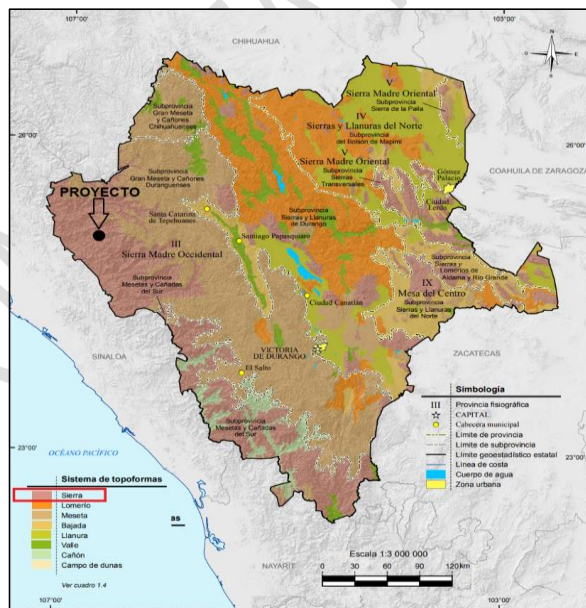 107°00'
103°00'
CHIHUAHUA
N
V
Sierra Madre Oriental
Subprovincia
Sierra de la Paila
Subprovincia
Gran Meseta
y Cañones
Chihuahuenses
IV
Sierras y Llanuras del Norte
Subprovincia
del Bolsón de Mapimí
26°00'
26°00'
V
Sierra Madre Oriental
Subprovincia
Sierras
Transversales
Gómez
Palacio
COAHUILA DE ZARAGOZA
Ciudad
Lerdo
Subprovincia
Gran Meseta y Cañones
Duranguenses
PROYECTO
Santa Catarina
de Tepehuanes
Subprovincia
Sierras y Llanuras
de Durango
Santiago Papasquiaro
III
Sierra Madre Occidental
Subprovincia
Sierras y
Lomeríos de
Aldama y Río Grande
Subprovincia
Mesetas y Cañadas
del Sur
IX
Mesa del Centro
Subprovincia
Sierras y Llanuras
del Norte
Ciudad Canatlán
SINALOA
VICTORIA
DE DURANGO
ZACATECAS
El Salto
Subprovincia
Mesetas y Cañadas
del Sur
Simbología
III Provincia fisiográfica
CAPITAL
Cabecera municipal
Límite de provincia
Límite de subprovincia
Límite geoestadístico estatal
Línea de costa
Cuerpo de agua
Zona urbana
23°00'
23°00'
OCÉANO PACÍFICO
Sistema de topoformas
Sierra
Lomerío
Meseta
Bajada
as
Llanura
Valle
Cañón
Campo de dunas
Ver cuadro 1.4
NAYARIT
Escala 1:3 000 000
0 30 60 90 120km
107°00'
103°00'